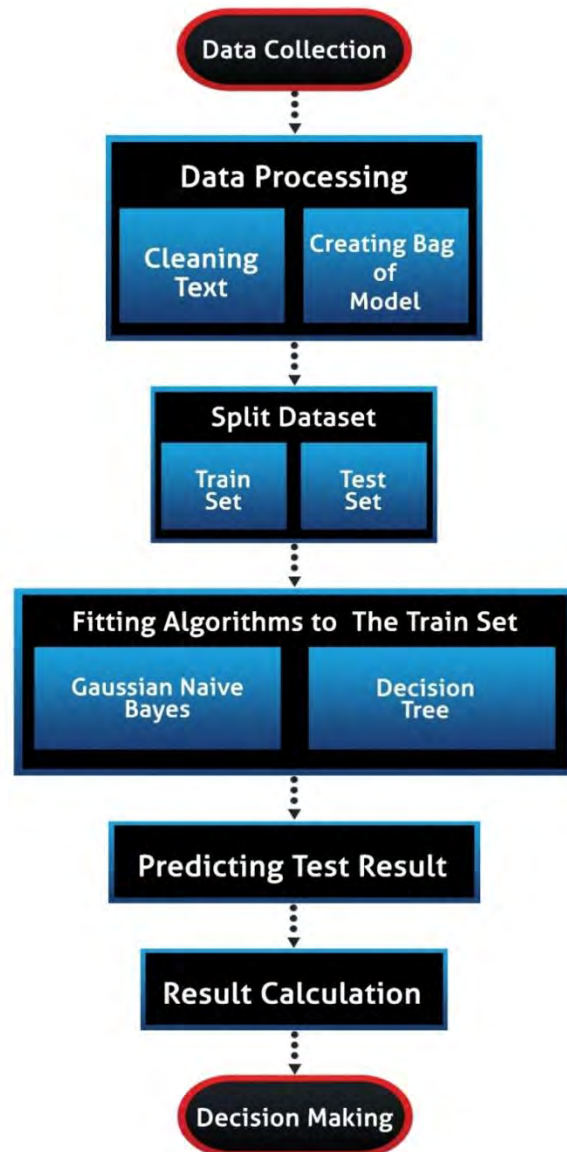 Data Collection
Data Processing
Cleaning
Text
Creating Bag
of
Model
Split Dataset
Train
Set
Test
Set
Fitting Algorithms to The Train Set
Gaussian Naive
Bayes
Decision
Tree
Predicting Test Result
Result Calculation
Decision Making